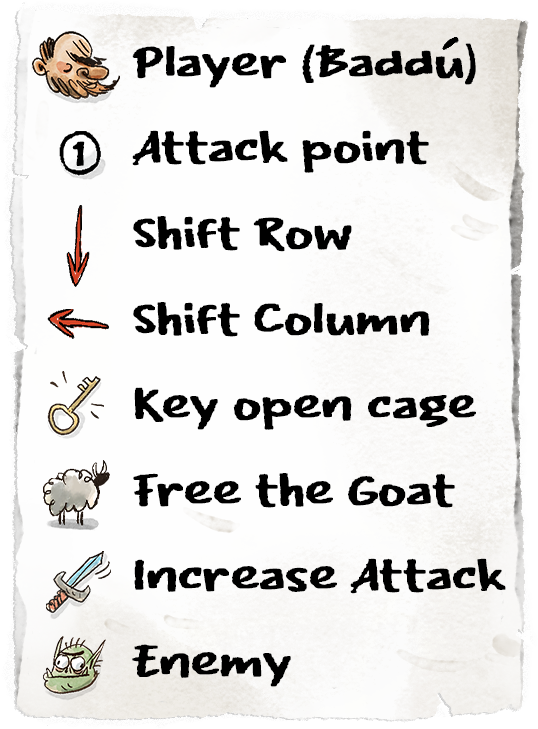 Player (Baddú)
1 Attack point
Shift Row
Shift Column
Key open cage
Free the Goat
Increase Attack
Enemy